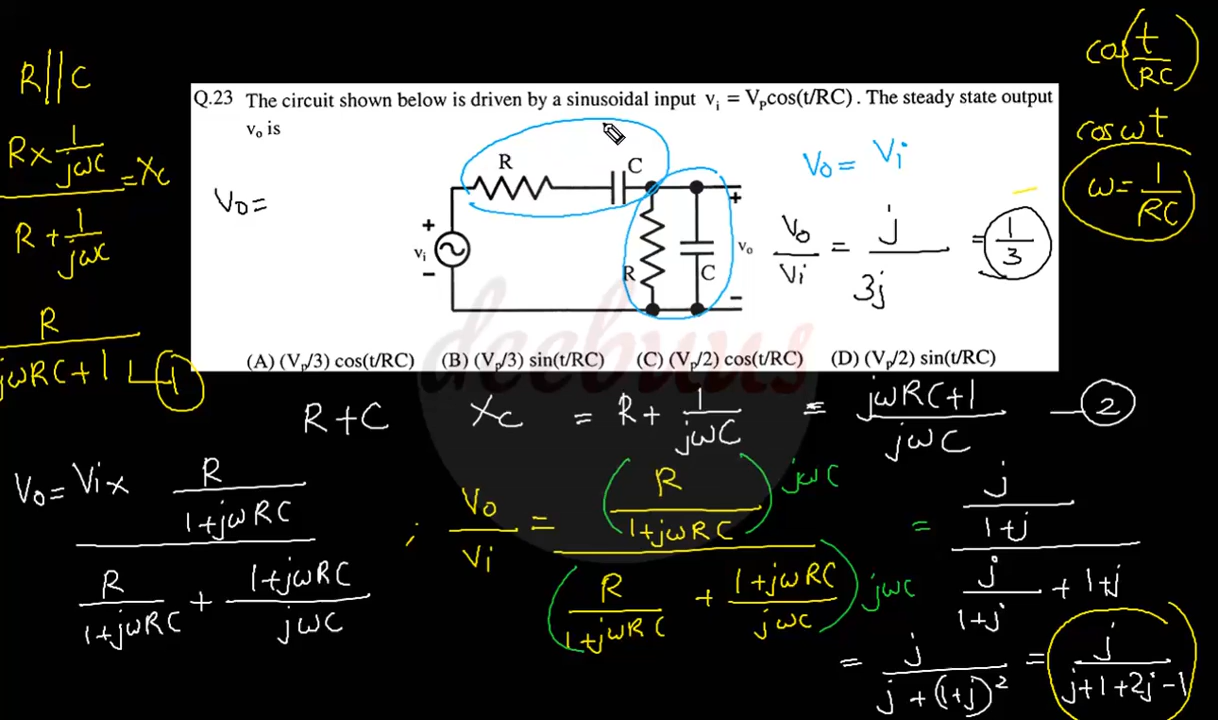 R||C
R× 1/jωC = Xc
R + 1/jωC
R
jωRC+1 ①
Q.23 The circuit shown below is driven by a sinusoidal input vᵢ = Vₚcos(t/RC). The steady state output
vₒ is
V₀=
R
C
+
vᵢ
−
R
C
+
vₒ
−
V₀= Vi
V₀/Vi = j/3j = 1/3
cos(t/RC)
cosωt
ω= 1/RC
(A) (Vₚ/3) cos(t/RC) (B) (Vₚ/3) sin(t/RC) (C) (Vₚ/2) cos(t/RC) (D) (Vₚ/2) sin(t/RC)
deebuus
R+C Xc = R+ 1/jωC = jωRC+1/jωC — ②
V₀= Vi× R/1+jωRC
R/1+jωRC + 1+jωRC/jωC
; V₀/Vi = (R/1+jωRC) jωC
(R/1+jωRC + 1+jωRC/jωC) jωC
= j/1+j
j/1+j + 1+j
= j/j+(1+j)² = j/j+1+2j-1